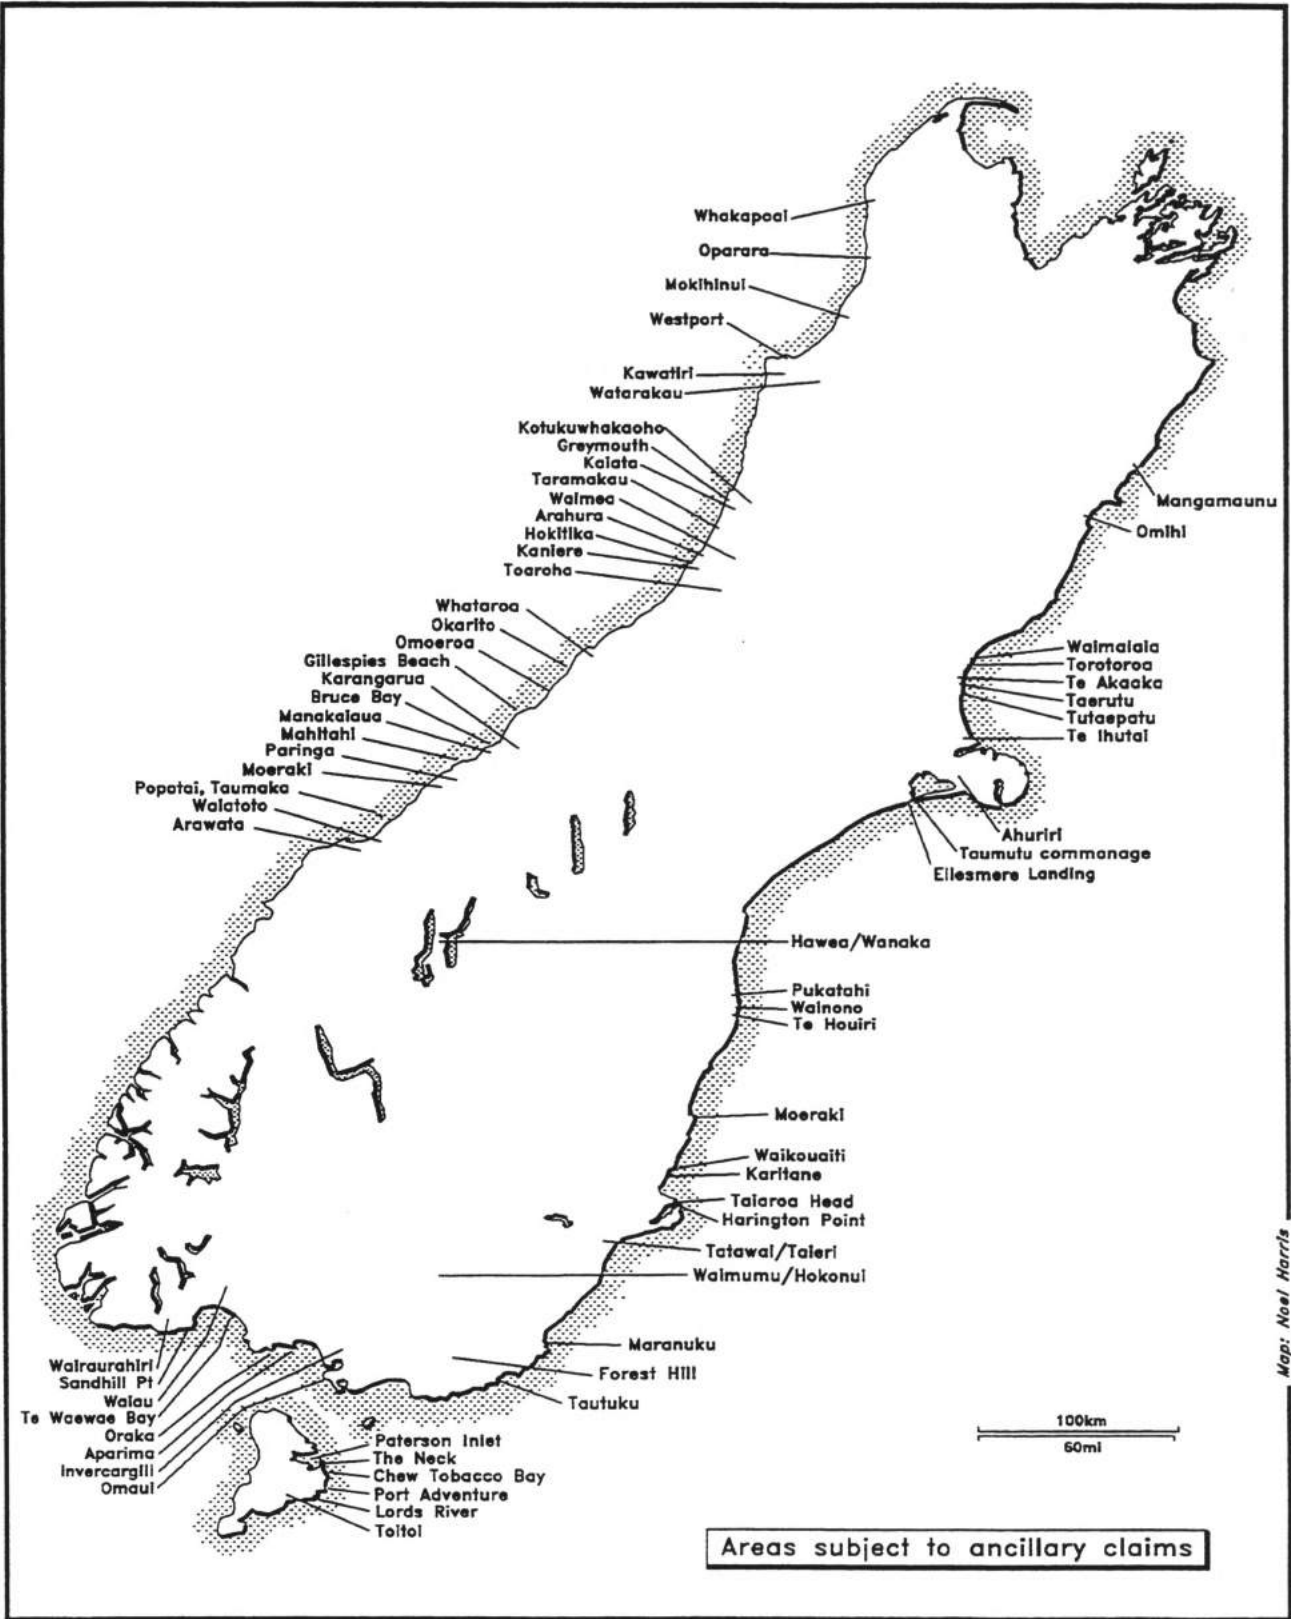 Whakapoai
Oparara
Mokihinui
Westport
Kawatiri
Watarakau
Kotukuwhakaoho
Greymouth
Kaiata
Taramakau
Waimea
Arahura
Hokitika
Kaniere
Toaroha
Whataroa
Okarito
Omoeroa
Gillespies Beach
Karangarua
Bruce Bay
Manakaiaua
Mahitahi
Paringa
Moeraki
Popotai, Taumaka
Waiatoto
Arawata
Mangamaunu
Omihi
Waimaiaia
Torotoroa
Te Akaaka
Taerutu
Tutaepatu
Te Ihutai
Ahuriri
Taumutu commonage
Ellesmere Landing
Hawea/Wanaka
Pukatahi
Wainono
Te Houiri
Moeraki
Waikouaiti
Karitane
Taiaroa Head
Harington Point
Tatawai/Taieri
Waimumu/Hokonui
Maranuku
Forest Hill
Tautuku
Wairaurahiri
Sandhill Pt
Waiau
Te Waewae Bay
Oraka
Aparima
Invercargill
Omaui
Paterson Inlet
The Neck
Chew Tobacco Bay
Port Adventure
Lords River
Toitoi
100km
60mi
Areas subject to ancillary claims
Map: Noel Harris